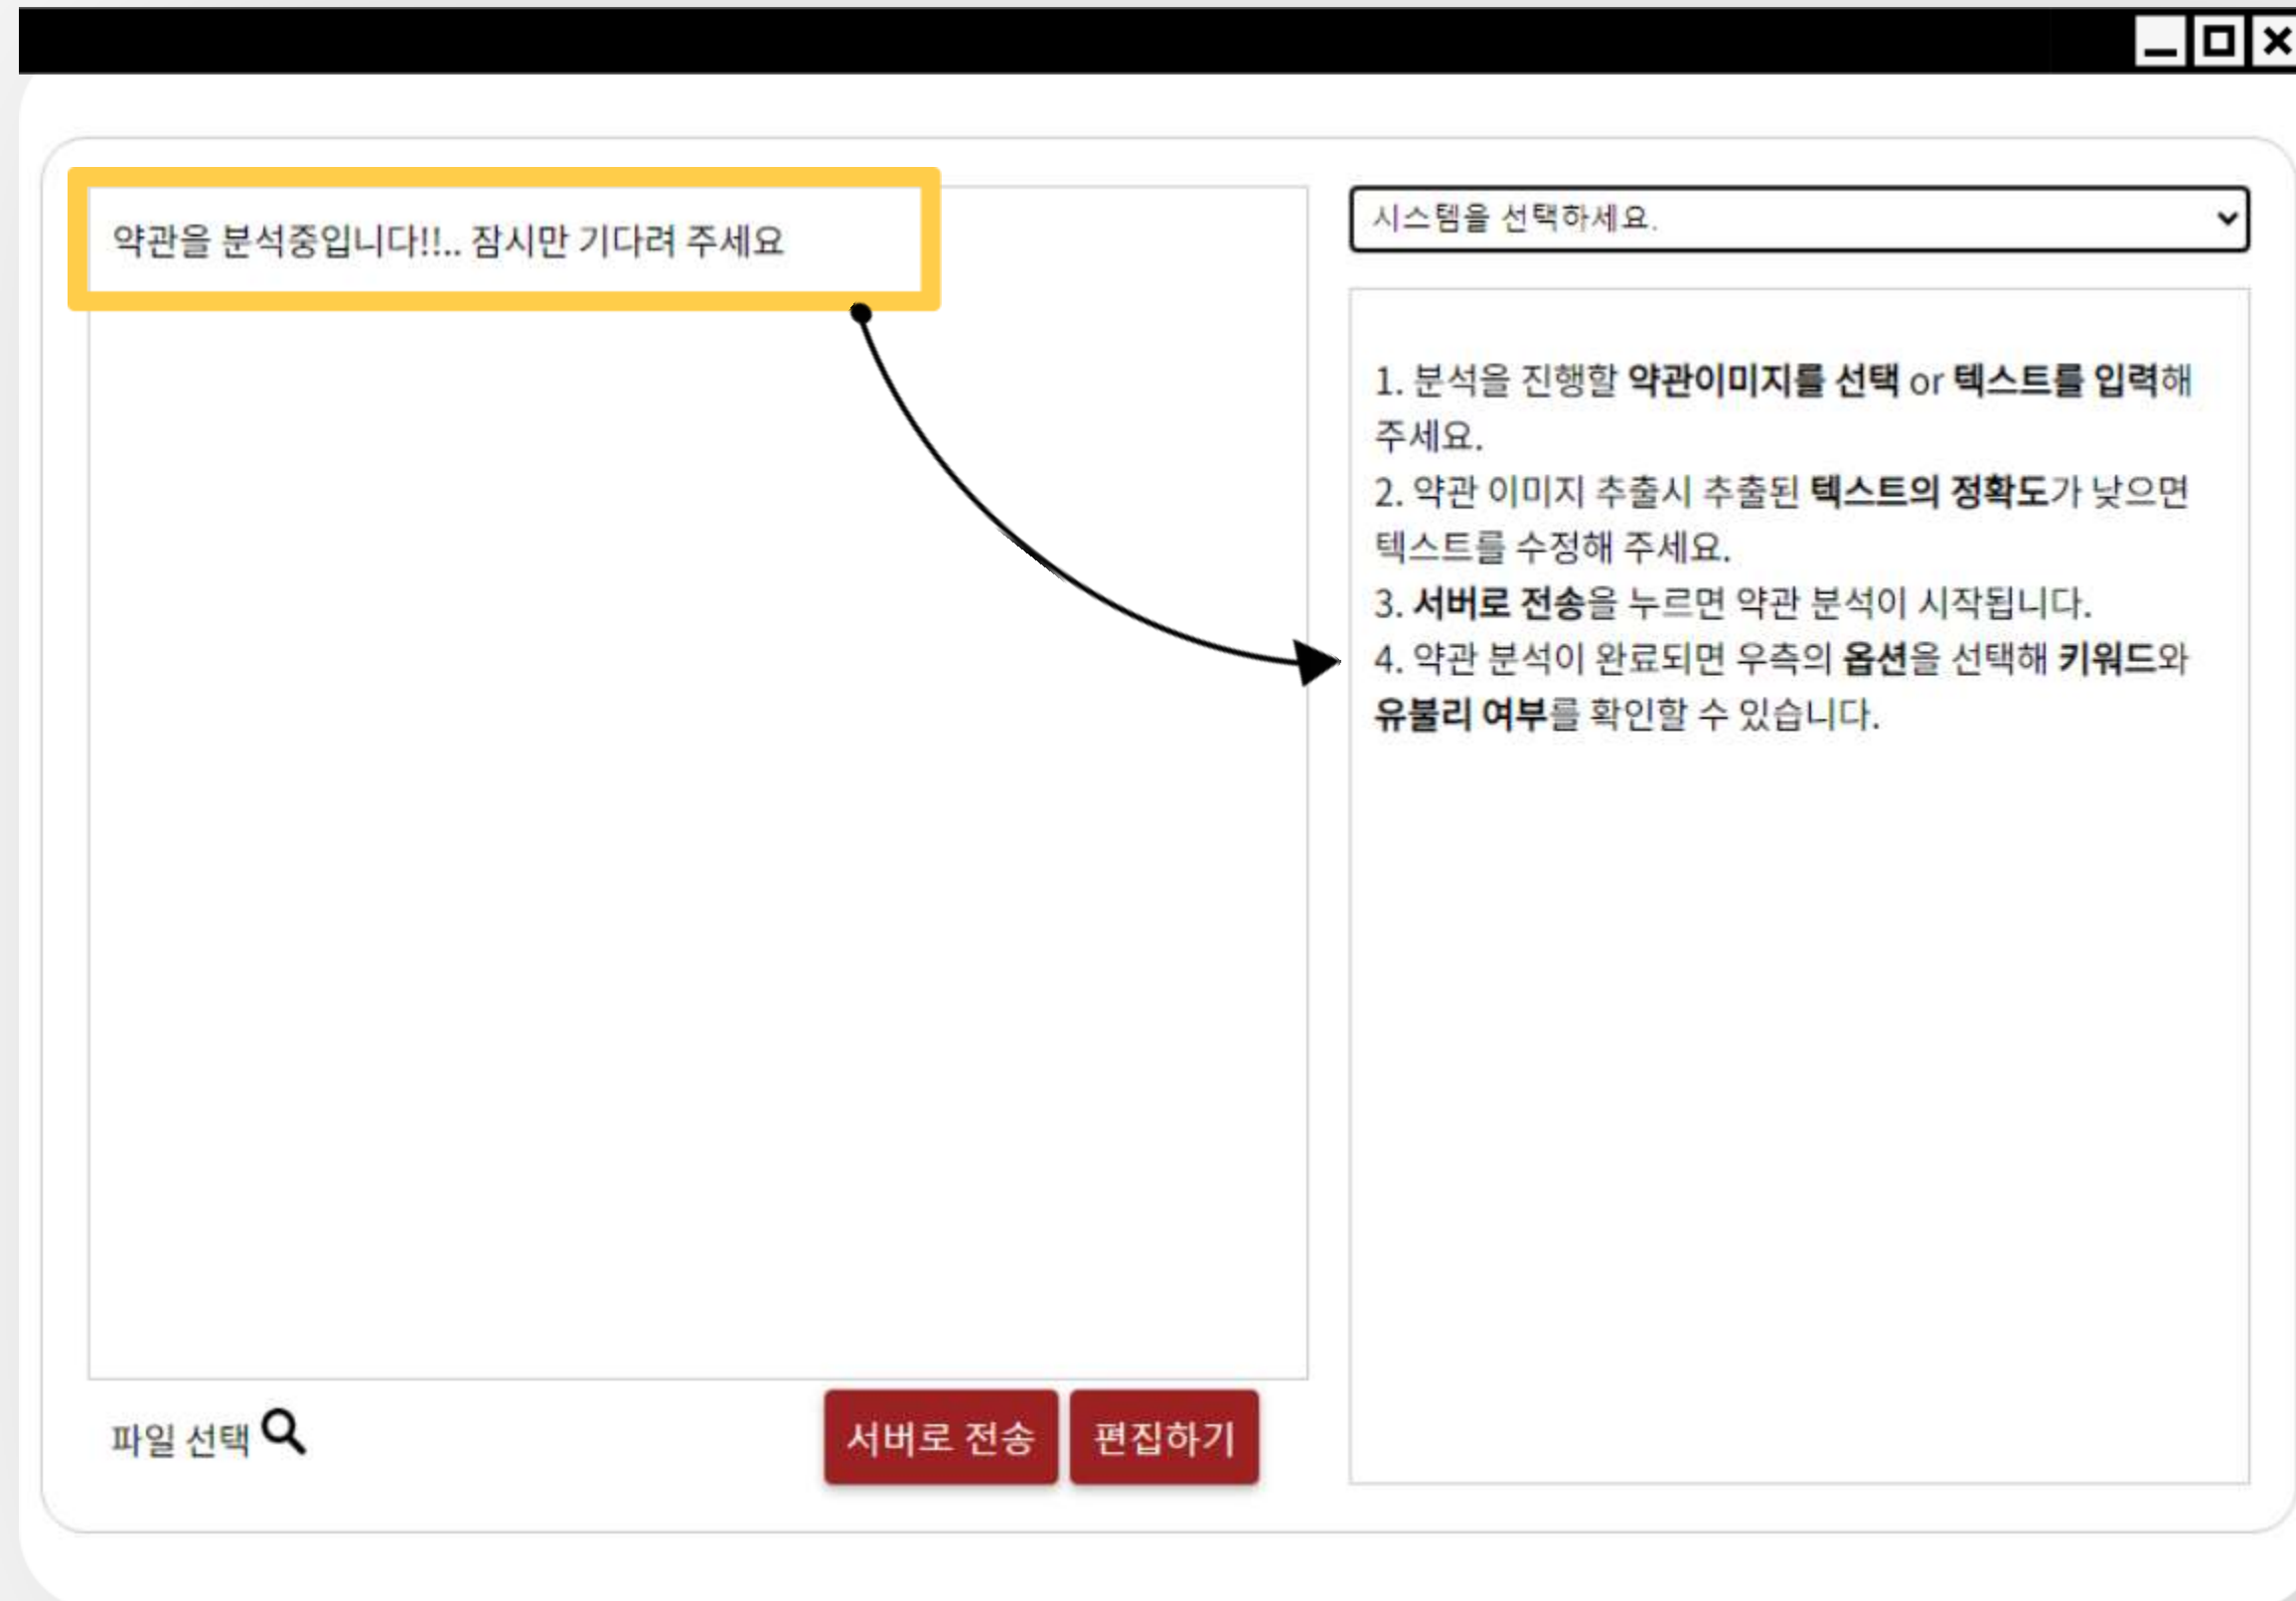 약관을 분석중입니다!!.. 잠시만 기다려 주세요
파일 선택
서버로 전송
편집하기
시스템을 선택하세요.
1. 분석을 진행할 약관이미지를 선택 or 텍스트를 입력해
주세요.
2. 약관 이미지 추출시 추출된 텍스트의 정확도가 낮으면
텍스트를 수정해 주세요.
3. 서버로 전송을 누르면 약관 분석이 시작됩니다.
4. 약관 분석이 완료되면 우측의 옵션을 선택해 키워드와
유불리 여부를 확인할 수 있습니다.